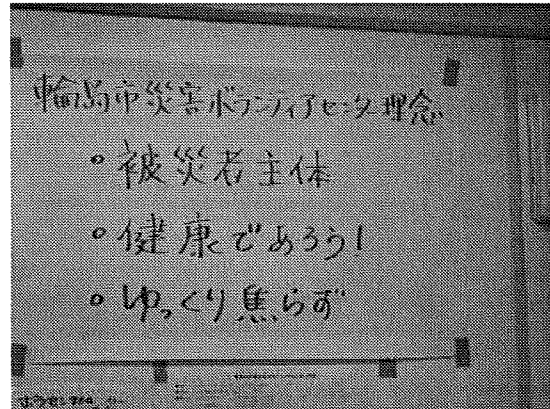 輪島市災害ボランティアセンター理念
• 被災者主体
• 健康であろう!
• ゆっくり焦らず